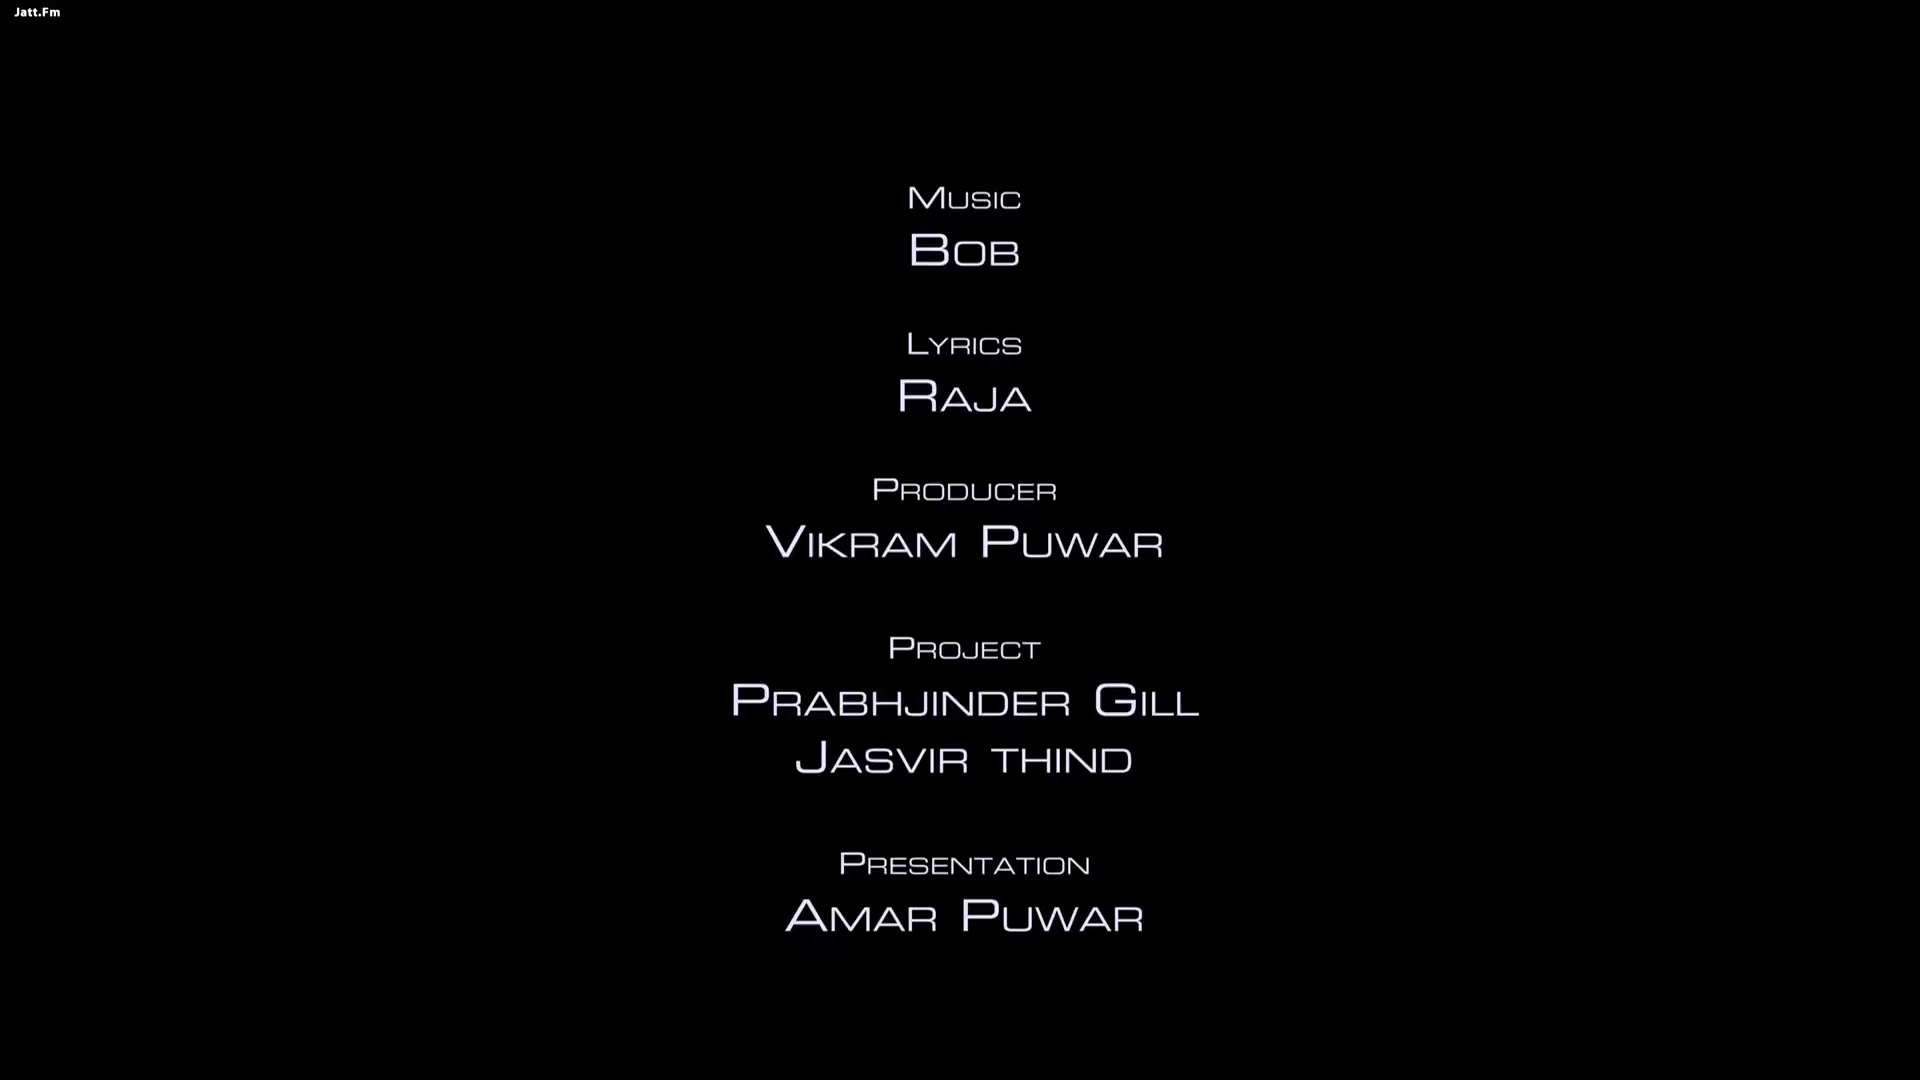 Jatt.Fm
Music
Bob
Lyrics
Raja
Producer
Vikram Puwar
Project
Prabhjinder Gill
Jasvir thind
Presentation
Amar Puwar